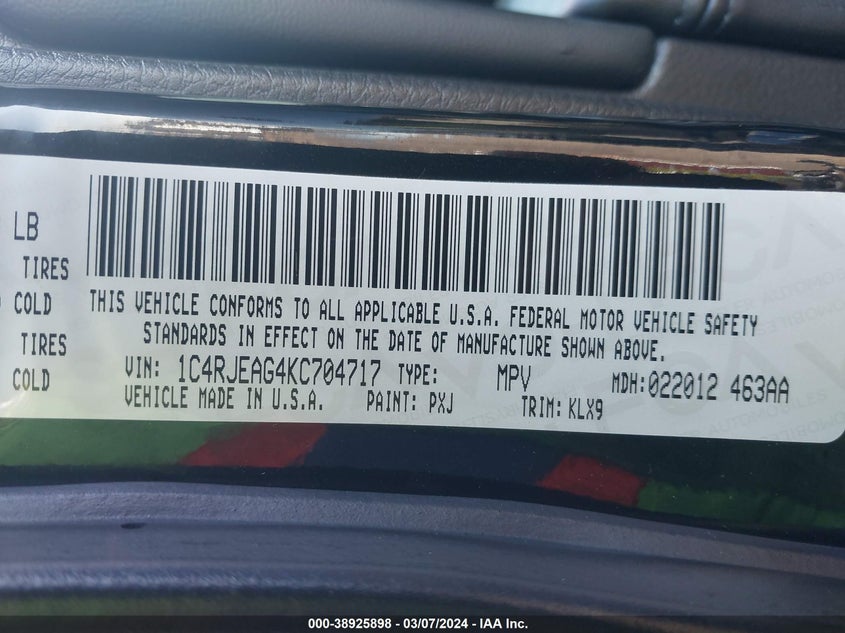 LB
TIRES
COLD THIS VEHICLE CONFORMS TO ALL APPLICABLE U.S.A. FEDERAL MOTOR VEHICLE SAFETY
TIRES STANDARDS IN EFFECT ON THE DATE OF MANUFACTURE SHOWN ABOVE.
COLD VIN: 1C4RJEAG4KC704717 TYPE: MPV MDH:022012 463AA
VEHICLE MADE IN U.S.A. PAINT: PXJ TRIM: KLX9
000-38925898 - 03/07/2024 - IAA Inc.